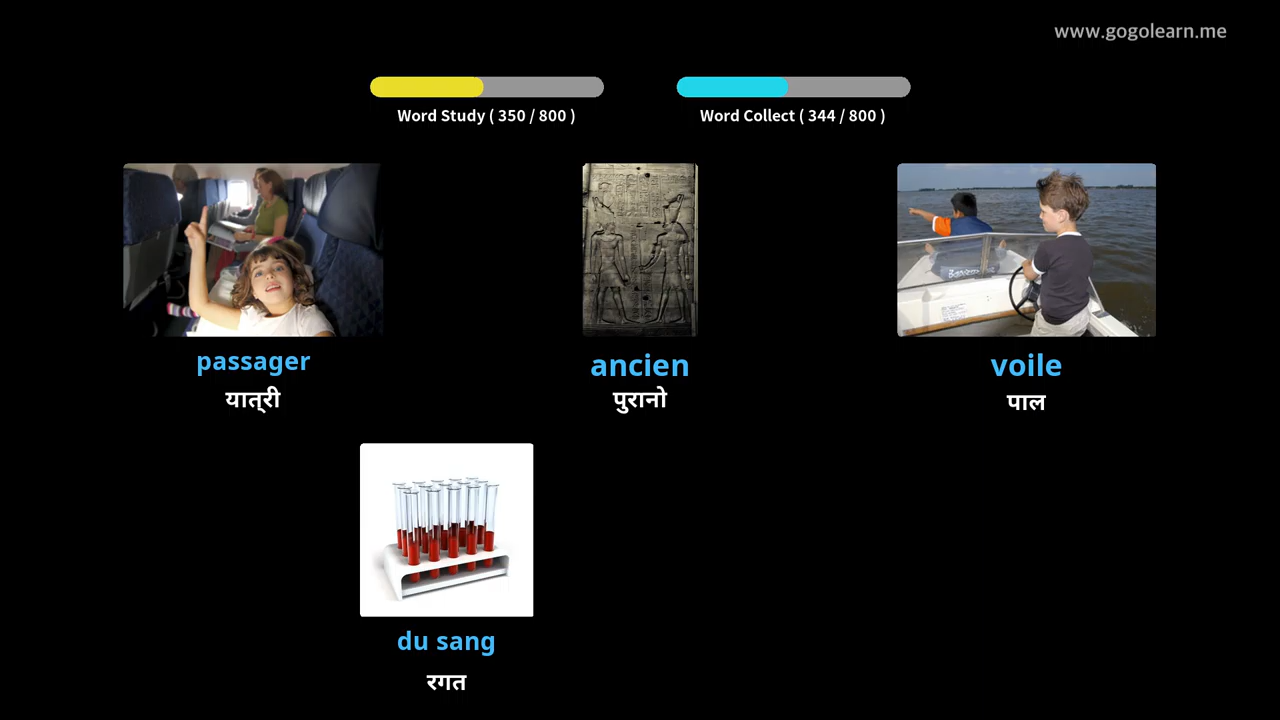 www.gogolearn.me
Word Study ( 350 / 800 )
Word Collect ( 344 / 800 )
passager
यात्री
ancien
पुरानो
voile
पाल
du sang
रगत